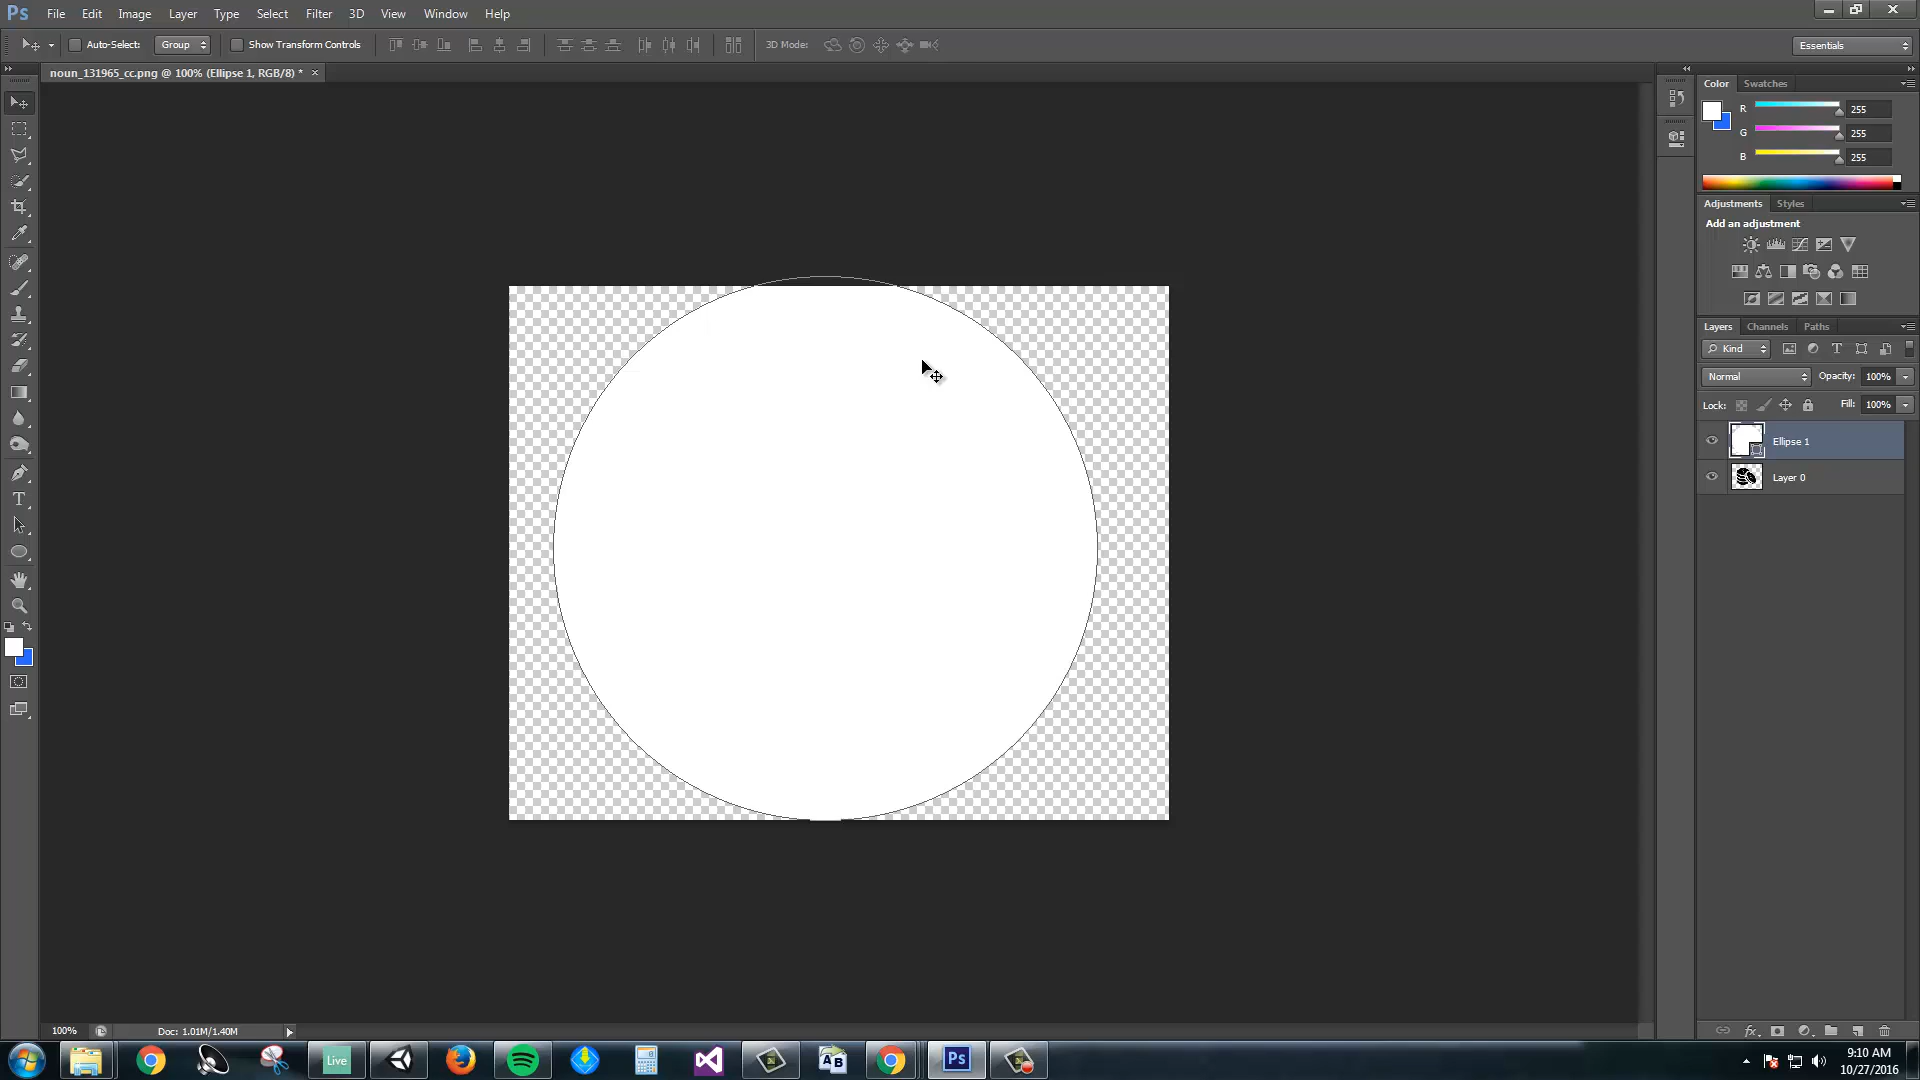 Ps File Edit Image Layer Type Select Filter 3D View Window Help
Auto-Select: Group Show Transform Controls 3D Mode: Essentials
noun_131965_cc.png @ 100% (Ellipse 1, RGB/8) * ×
Color Swatches
R 255
G 255
B 255
Adjustments Styles
Add an adjustment
Layers Channels Paths
Kind
Normal Opacity: 100%
Lock: Fill: 100%
Ellipse 1
Layer 0
T
100% Doc: 1.01M/1.40M
Live A B Ps
9:10 AM
10/27/2016